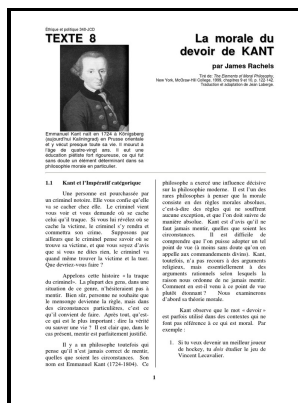 Éthique et politique 340-JCD
TEXTE 8
La morale du
devoir de KANT
par James Rachels
Tiré de: The Elements of Moral Philosophy,
New York, McGraw-Hill College, 1999, chapitres 9 et 10, p. 122-142.
Traduction et adaptation de Jean Laberge.
Emmanuel Kant naît en 1724 à Königsberg
(aujourd'hui Kaliningrad) en Prusse orientale
et y vécut presque toute sa vie. Il mourut à
l'âge de quatre-vingt ans. Il eut une
éducation piétiste fort rigoureuse, ce qui fut
sans doute un élément déterminant dans sa
philosophie morale en particulier.
1.1 Kant et l'Impératif catégorique
Une personne est pourchassée par
un criminel notoire. Elle vous confie qu'elle
va se cacher chez elle. Le criminel vient
vous voir et vous demande où se cache
celui qu'il traque. Si vous lui révélez où se
cache la victime, le criminel s'y rendra et
commettra son crime. Supposons par
ailleurs que le criminel pense savoir où se
trouve sa victime, et que vous soyez d'avis
que si vous ne dites rien, le criminel va
quand même trouver la victime et la tuer.
Que devriez-vous faire ?
Appelons cette histoire « la traque
du criminel». La plupart des gens, dans une
situation de ce genre, n'hésiteraient pas à
mentir. Bien sûr, personne ne souhaite que
le mensonge devienne la règle, mais dans
des circonstances particulières, c'est ce
qu'il convient de faire. Après tout, qu'est-
ce qui est le plus important : dire la vérité
ou sauver une vie ? Il est clair que, dans le
cas présent, mentir est parfaitement justifié.
Il y a un philosophe toutefois qui
pense qu'il n'est jamais correct de mentir,
quelles que soient les circonstances. Son
nom est Emmanuel Kant (1724-1804). Ce
philosophe a exercé une influence décisive
sur la philosophie moderne. Il est l'un des
rares philosophes à penser que la morale
consiste en des règles morales absolues,
c'est-à-dire des règles qui ne souffrent
aucune exception, et que l'on doit suivre de
manière absolue. Kant est d'avis qu'il ne
faut jamais mentir, quelles que soient les
circonstances. Il est difficile de
comprendre que l'on puisse adopter un tel
point de vue (à moins sans doute qu'on en
appelle aux commandements divins). Kant,
toutefois, n'a pas recours à des arguments
religieux, mais essentiellement à des
arguments rationnels selon lesquels la
raison nous ordonne de ne jamais mentir.
Comment en est-il venu à ce point de vue
plutôt étonnant ? Nous examinerons
d'abord sa théorie morale.
Kant observe que le mot « devoir »
est parfois utilisé dans des contextes qui ne
font pas référence à ce qui est moral. Par
exemple :
1. Si tu veux devenir un meilleur joueur
de hockey, tu dois étudier le jeu de
Vincent Lecavalier.
1